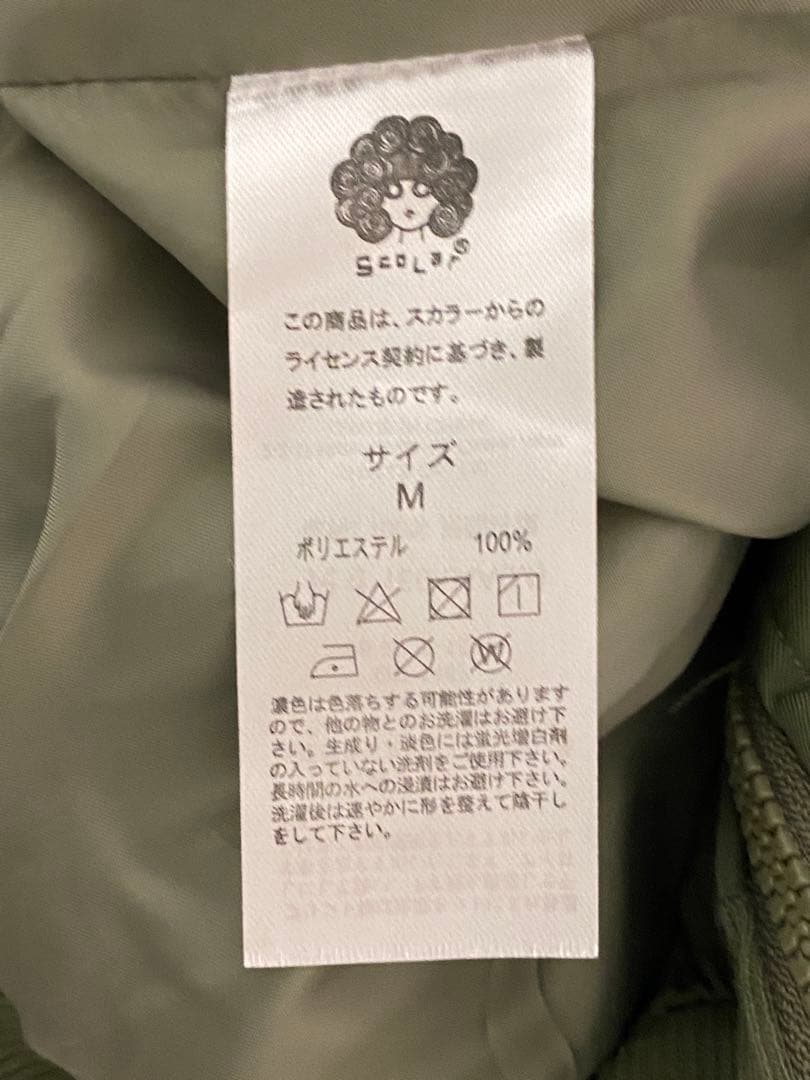 ScoLar®
この商品は、スカラーからの
ライセンス契約に基づき、製
造されたものです。
サイズ
M
ポリエステル 100%
W
濃色は色落ちする可能性があります
ので、他の物とのお洗濯はお避け下
さい。生成り・淡色には蛍光増白剤
の入っていない洗剤をご使用下さい。
長時間の水への浸漬はお避け下さい。
洗濯後は速やかに形を整えて陰干し
をして下さい。